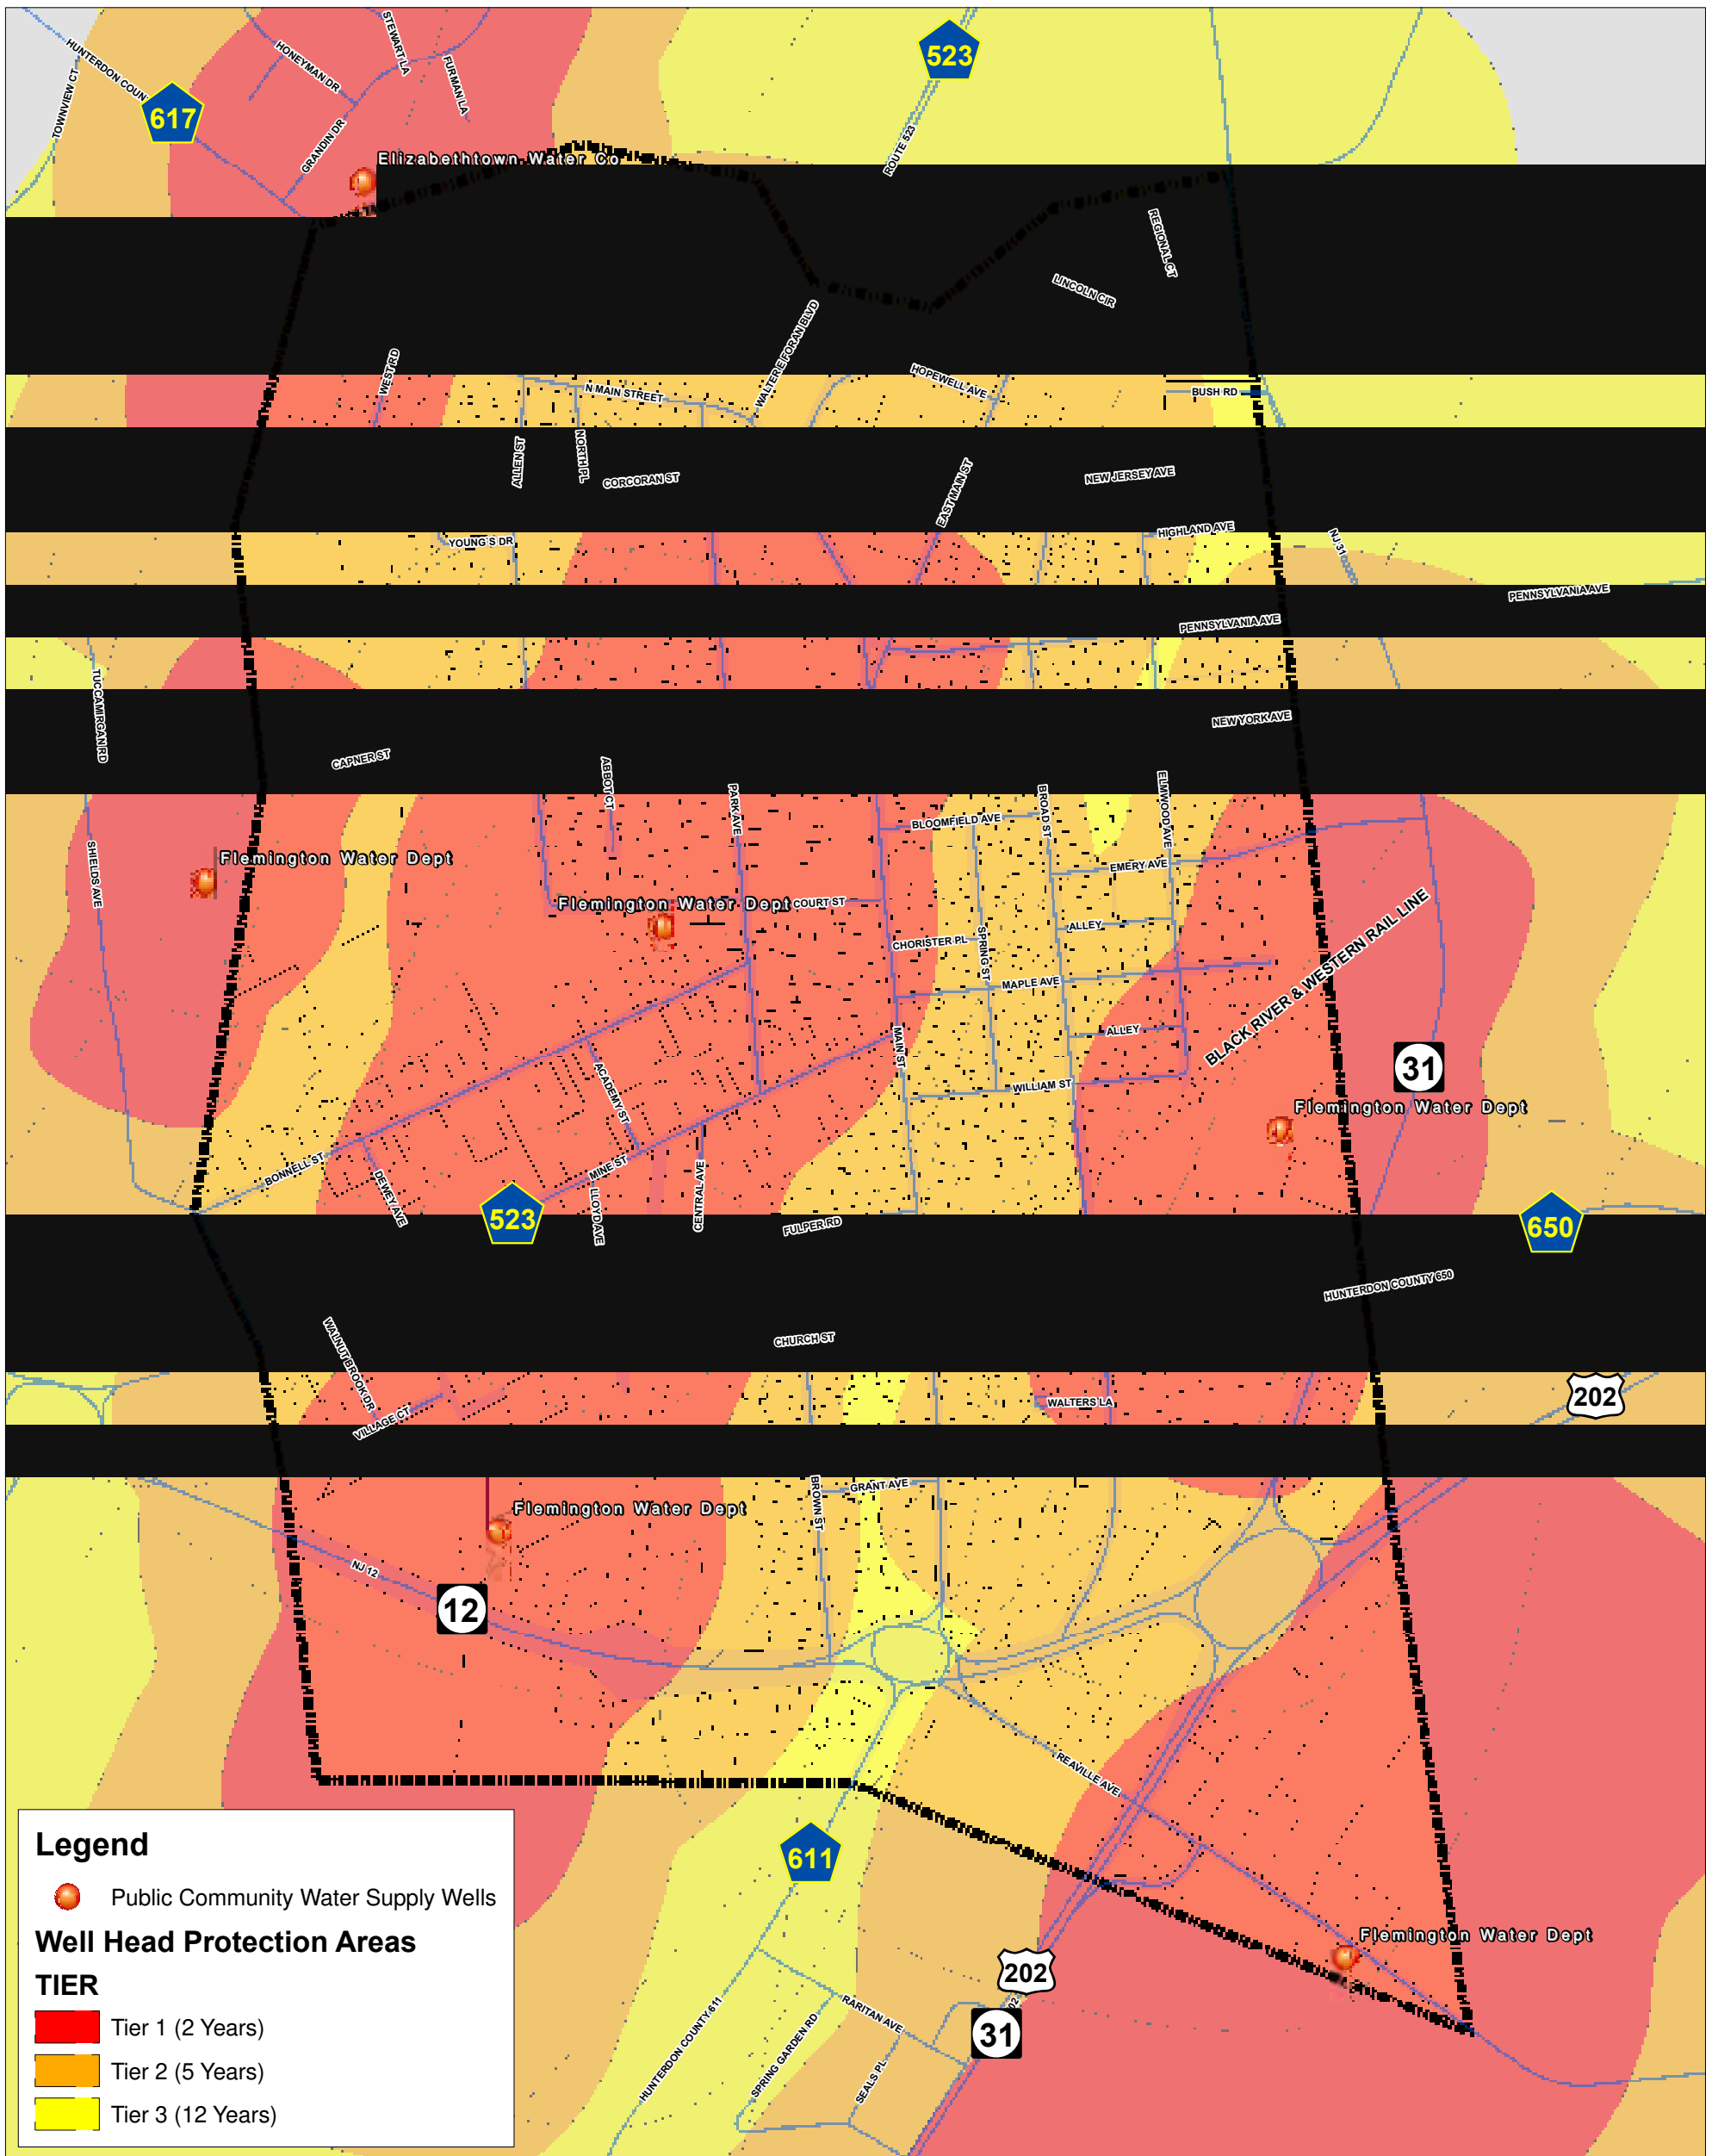 STEWART LA
523
HONEYMAN DR
HUNTERDON COUN
FURMAN LA
TOWNVIEW CT
617
GRANDIN DR
ROUTE 523
Elizabethtown Water Co
REGIONAL CT
LINCOLN CIR
WALTER E FORAN BLVD
WEST RD
N MAIN STREET
HOPEWELL AVE
BUSH RD
ALLEN ST
NORTH PL
CORCORAN ST
EAST MAIN ST
NEW JERSEY AVE
YOUNG'S DR
HIGHLAND AVE
NJ 31
PENNSYLVANIA AVE
PENNSYLVANIA AVE
TUCCAMIRGAN RD
NEW YORK AVE
CAPNER ST
ABBOT CT
PARK AVE
BROAD ST
ELMWOOD AVE
BLOOMFIELD AVE
SHIELDS AVE
Flemington Water Dept
EMERY AVE
Flemington Water Dept
COURT ST
ALLEY
CHORISTER PL
SPRING ST
BLACK RIVER & WESTERN RAIL LINE
MAPLE AVE
ALLEY
MAIN ST
31
ACADEMY ST
WILLIAM ST
Flemington Water Dept
BONNELL ST
MINE ST
DEWEY AVE
LLOYD AVE
CENTRAL AVE
523
FULPER RD
650
HUNTERDON COUNTY 650
WALNUT BROOK DR
CHURCH ST
202
VILLAGE CT
WALTERS LA
BROWN ST
GRANT AVE
Flemington Water Dept
NJ 12
12
REAVILLE AVE
611
Flemington Water Dept
202
31
HUNTERDON COUNTY 611
SPRING GARDEN RD
RARITAN AVE
SEALS PL
Legend
Public Community Water Supply Wells
Well Head Protection Areas
TIER
Tier 1 (2 Years)
Tier 2 (5 Years)
Tier 3 (12 Years)